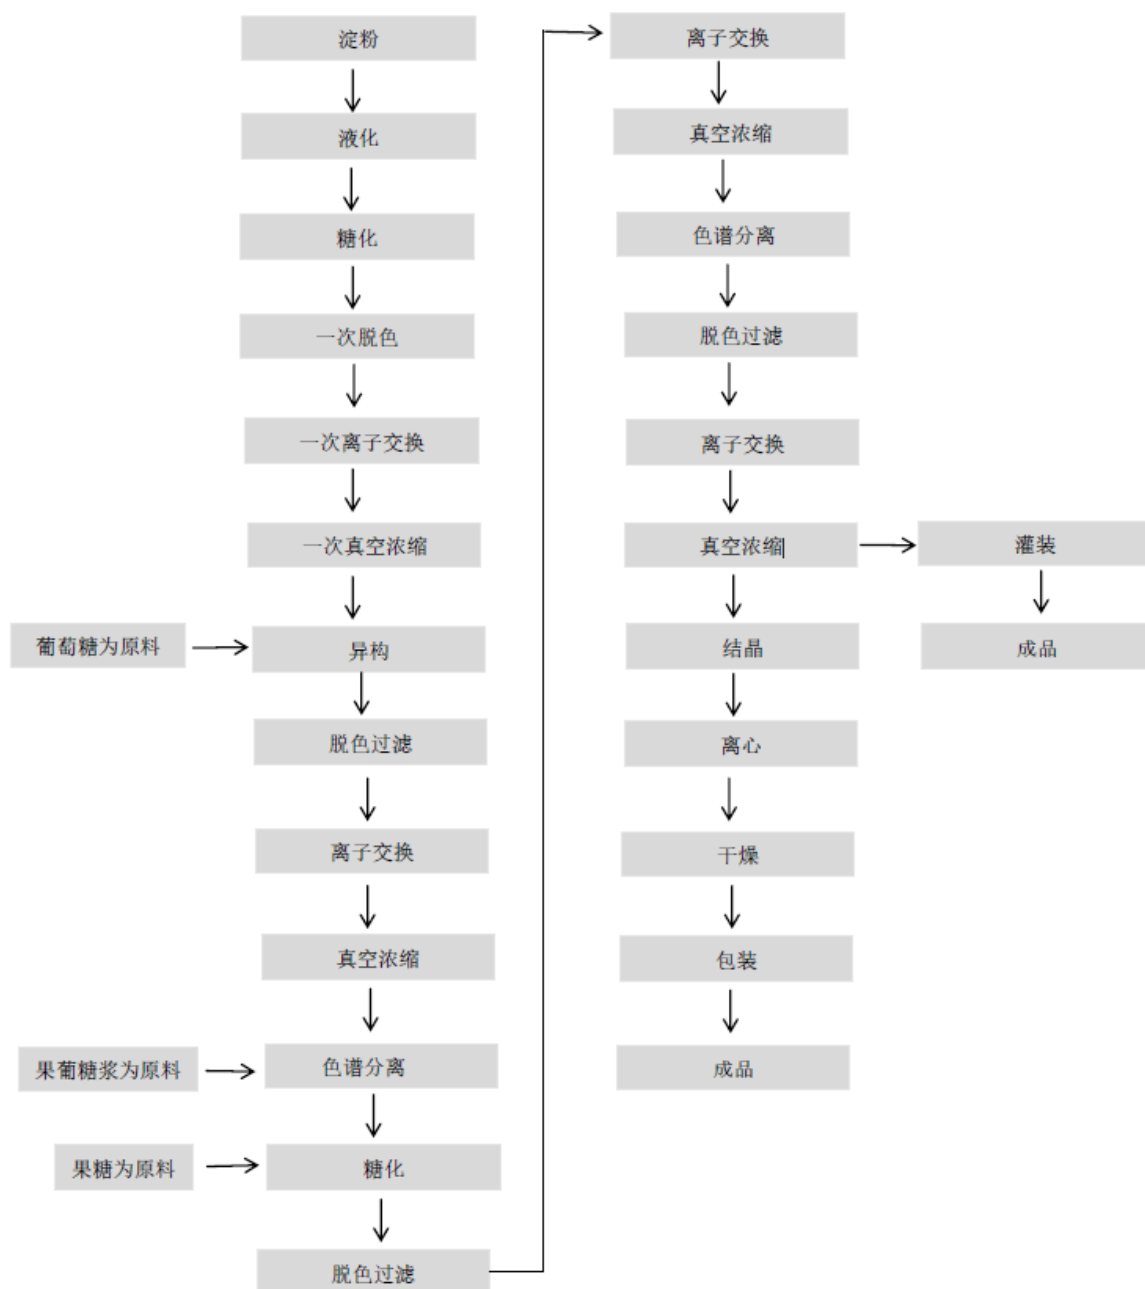 淀粉
液化
糖化
一次脱色
一次离子交换
一次真空浓缩
葡萄糖为原料
异构
脱色过滤
离子交换
真空浓缩
果葡糖浆为原料
色谱分离
果糖为原料
糖化
脱色过滤
离子交换
真空浓缩
色谱分离
脱色过滤
离子交换
真空浓缩
灌装
成品
结晶
离心
干燥
包装
成品